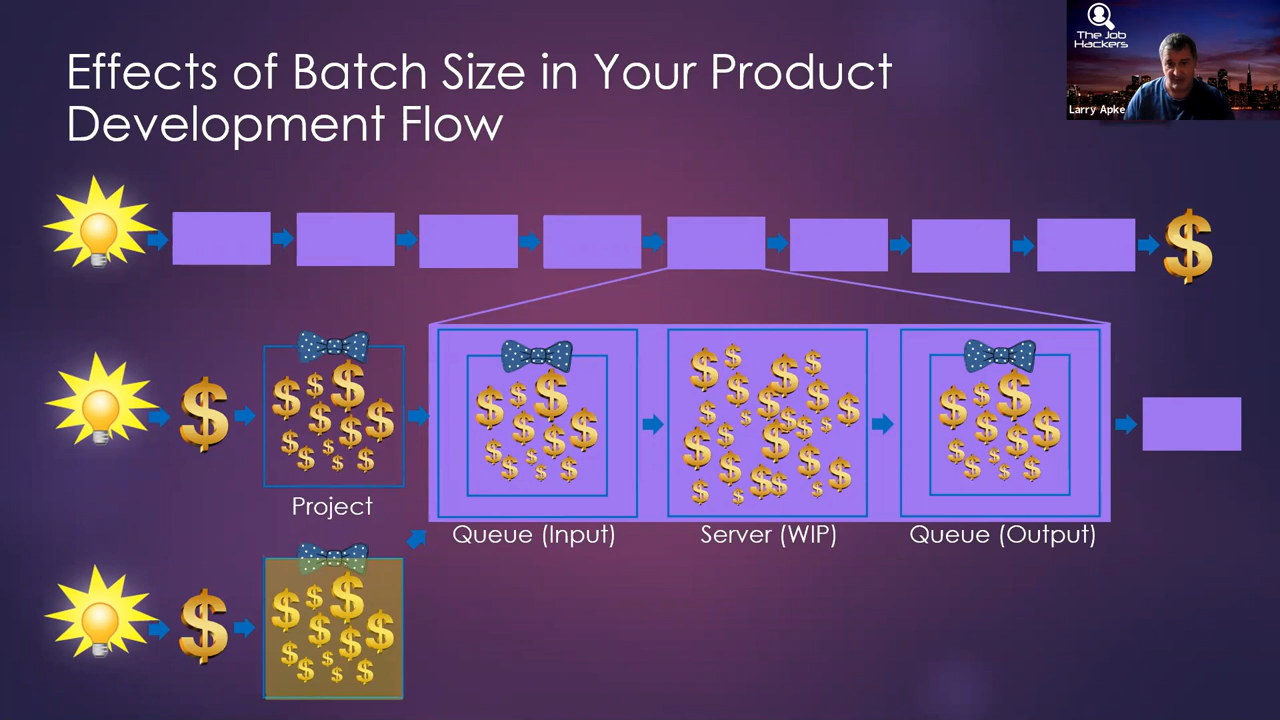 Effects of Batch Size in Your Product
Development Flow
The Job
Hackers
Larry Apke
Project
Queue (Input)
Server (WIP)
Queue (Output)